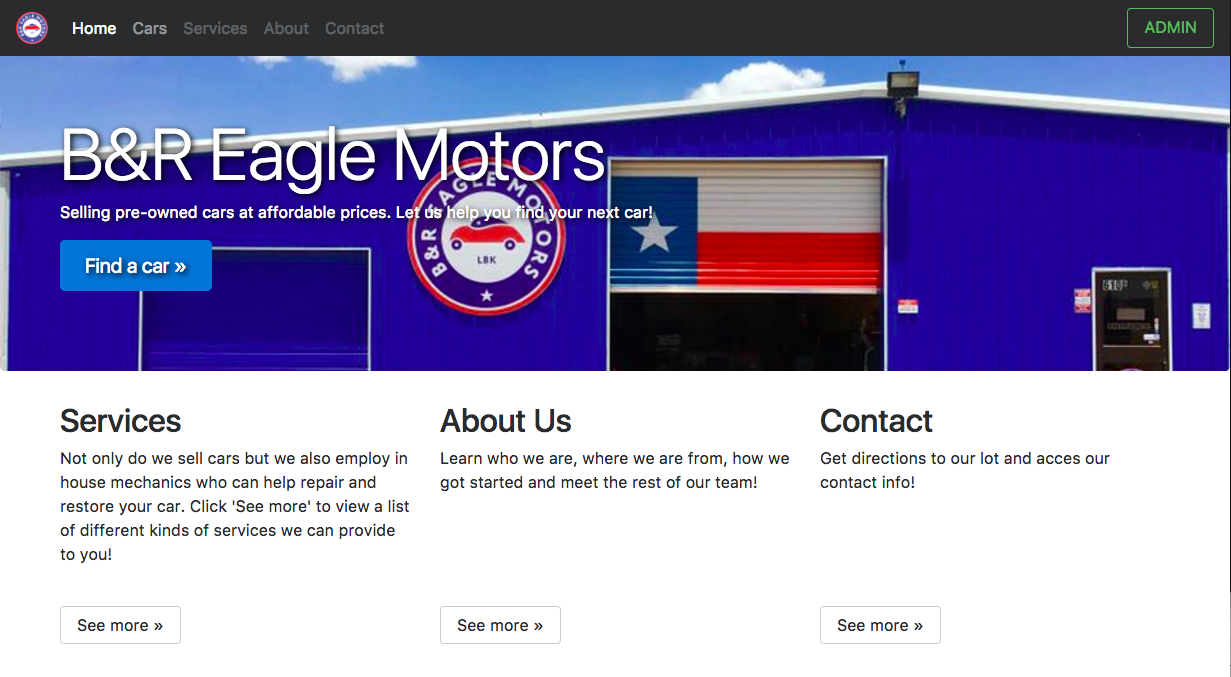 Home Cars Services About Contact ADMIN
B&R Eagle Motors
Selling pre-owned cars at affordable prices. Let us help you find your next car!
Find a car »
B&R EAGLE MOTORS
LBK
Services
Not only do we sell cars but we also employ in
house mechanics who can help repair and
restore your car. Click 'See more' to view a list
of different kinds of services we can provide
to you!
See more »
About Us
Learn who we are, where we are from, how we
got started and meet the rest of our team!
See more »
Contact
Get directions to our lot and acces our
contact info!
See more »